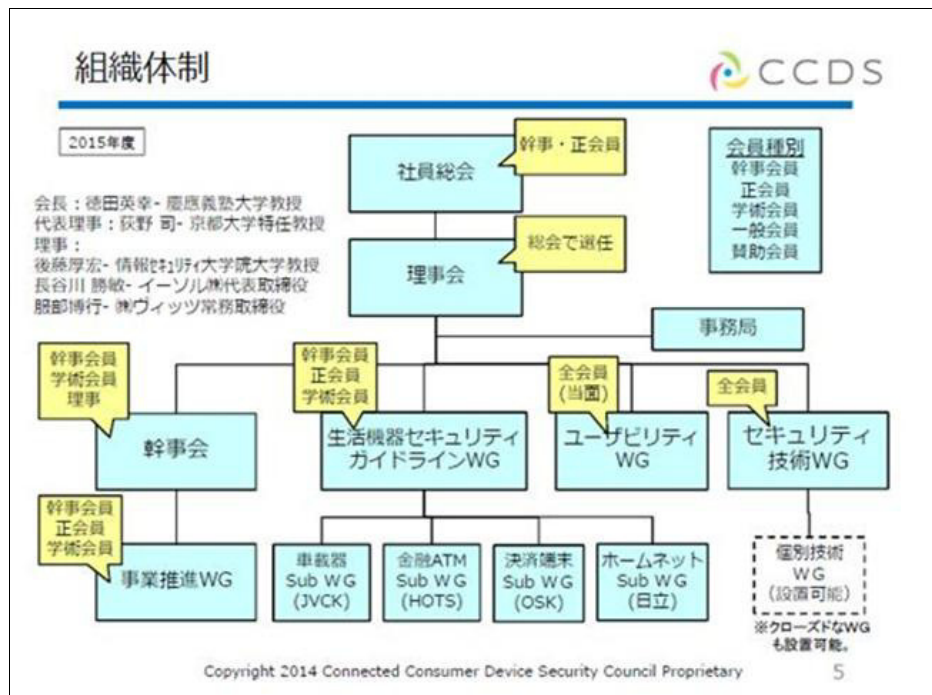 組織体制
CCDS
2015年度
会長：徳田英幸- 慶應義塾大学教授
代表理事：荻野 司- 京都大学特任教授
理事：
後藤厚宏- 情報ｾｷｭﾘﾃｨ大学院大学教授
長谷川 勝敏- イーソル㈱代表取締役
服部博行- ㈱ヴィッツ常務取締役
社員総会
幹事・正会員
会員種別
幹事会員
正会員
学術会員
一般会員
賛助会員
理事会
総会で選任
事務局
幹事会員
学術会員
理事
幹事会
幹事会員
正会員
学術会員
生活機器セキュリティ
ガイドラインWG
全会員
(当面)
ユーザビリティ
WG
全会員
セキュリティ
技術WG
幹事会員
正会員
学術会員
事業推進WG
車載器
Sub WG
(JVCK)
金融ATM
Sub WG
(HOTS)
決済端末
Sub WG
(OSK)
ホームネット
Sub WG
(日立)
個別技術
WG
(設置可能)
※クローズドなWG
も設置可能。
Copyright 2014 Connected Consumer Device Security Council Proprietary
5